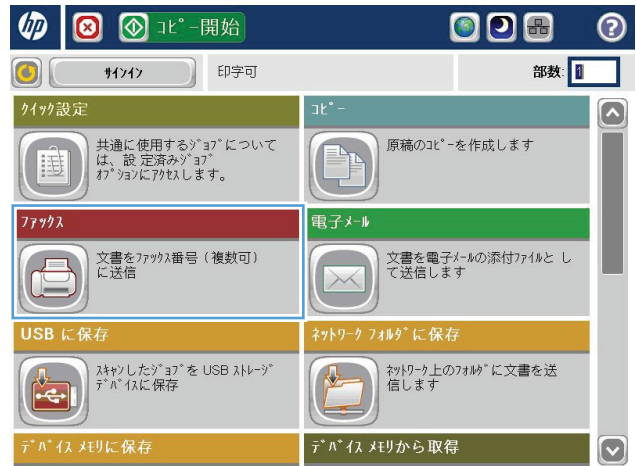 hp
ｺﾋﾟｰ開始
?
ｻｲﾝｲﾝ
印字可
部数: 1
ｸｲｯｸ設定
共通に使用するｼﾞｮﾌﾞについて
は、設 定済みｼﾞｮﾌﾞ
ｵﾌﾟｼｮﾝにｱｸｾｽしま す。
ｺﾋﾟｰ
原稿のｺﾋﾟｰを作成します
ﾌｧｯｸｽ
文書をﾌｧｯｸｽ番号 (複数可)
に送信
電子ﾒｰﾙ
文書を電子ﾒｰﾙの添付ﾌｧｲﾙと し
て送信しま す
USB に保存
ｽｷｬﾝしたｼﾞｮﾌﾞを USB ｽﾄﾚｰｼﾞ
ﾃﾞﾊﾞｲｽに保存
ﾈｯﾄﾜｰｸ ﾌｫﾙﾀﾞに保存
ﾈｯﾄﾜｰｸ上のﾌｫﾙﾀﾞに文書を送
信します
ﾃﾞﾊﾞｲｽ ﾒﾓﾘに保存
ﾃﾞﾊﾞｲｽ ﾒﾓﾘから取得